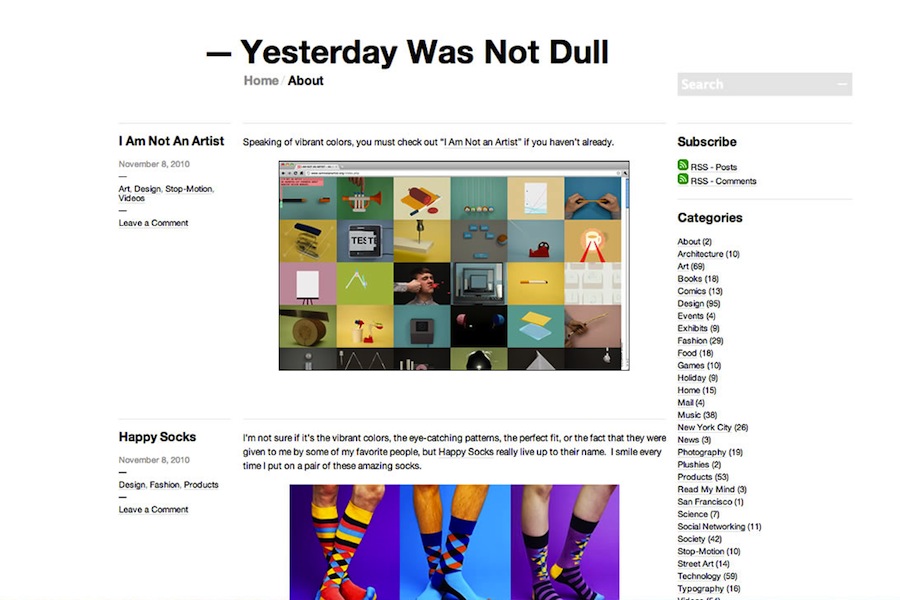 — Yesterday Was Not Dull
Home / About
Search —
I Am Not An Artist
November 8, 2010
—
Art, Design, Stop-Motion,
Videos
—
Leave a Comment
Speaking of vibrant colors, you must check out “I Am Not an Artist” if you haven’t already.
TEST
Happy Socks
November 8, 2010
—
Design, Fashion, Products
—
Leave a Comment
I'm not sure if it's the vibrant colors, the eye-catching patterns, the perfect fit, or the fact that they were
given to me by some of my favorite people, but Happy Socks really live up to their name. I smile every
time I put on a pair of these amazing socks.
Subscribe
RSS - Posts
RSS - Comments
Categories
About (2)
Architecture (10)
Art (69)
Books (18)
Comics (13)
Design (95)
Events (4)
Exhibits (9)
Fashion (29)
Food (18)
Games (10)
Holiday (9)
Home (15)
Mail (4)
Music (38)
New York City (26)
News (3)
Photography (19)
Plushies (2)
Products (53)
Read My Mind (3)
San Francisco (1)
Science (7)
Social Networking (11)
Society (42)
Stop-Motion (10)
Street Art (14)
Technology (59)
Typography (16)